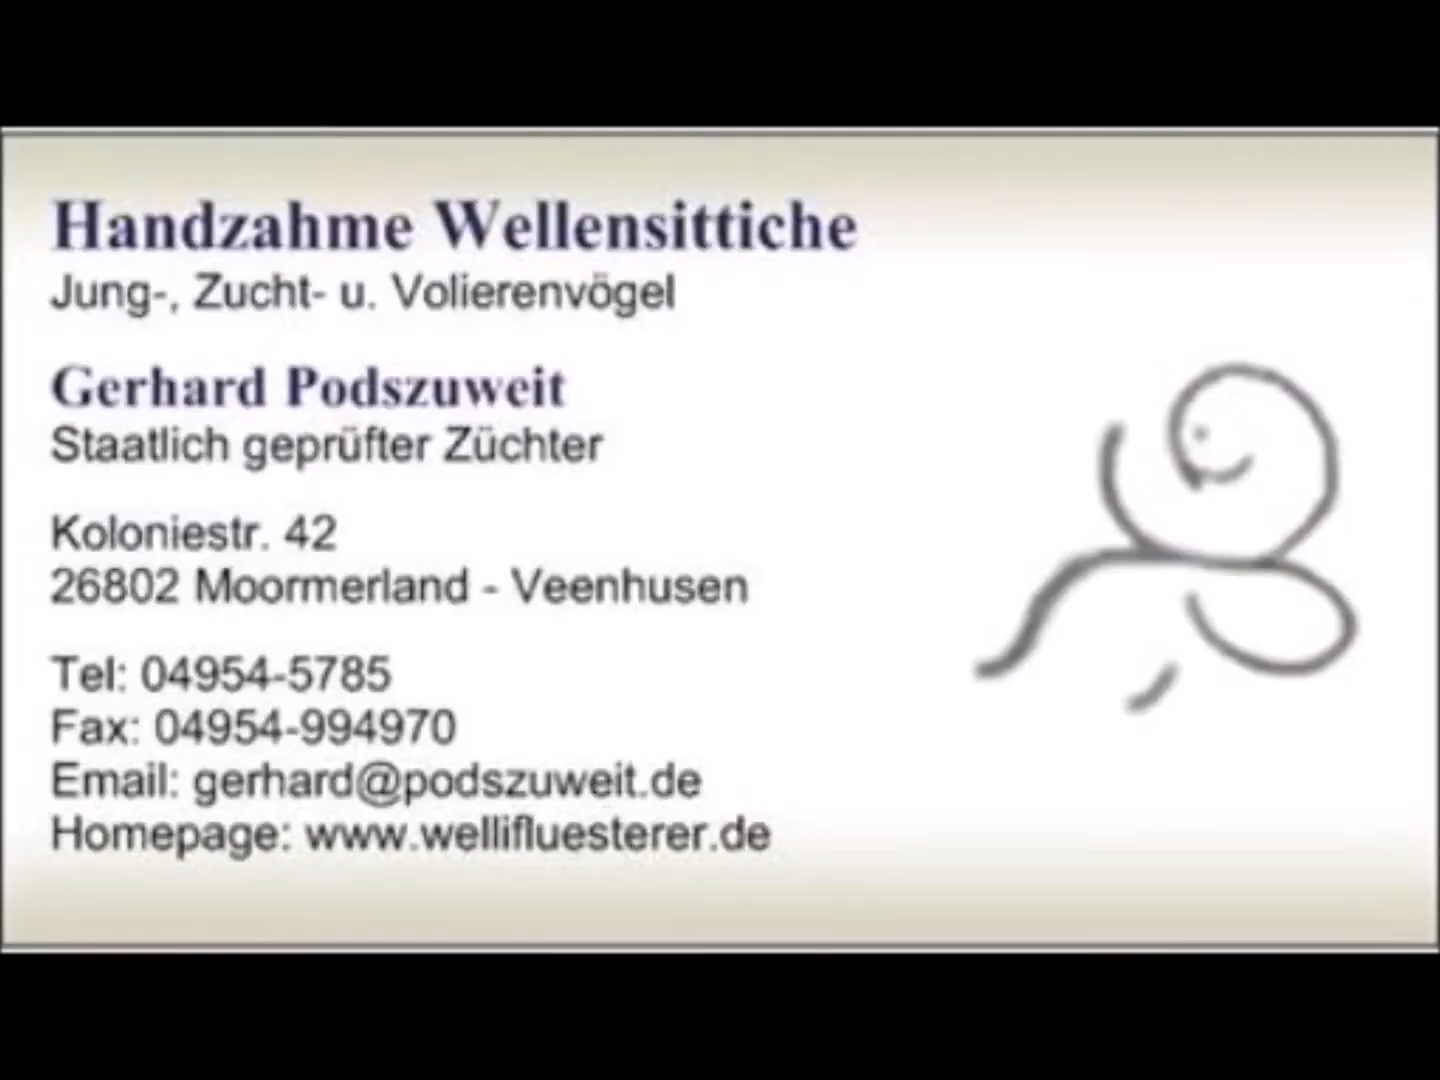 Handzahme Wellensittiche
Jung-, Zucht- u. Volierenvögel
Gerhard Podszuweit
Staatlich geprüfter Züchter
Koloniestr. 42
26802 Moormerland - Veenhusen
Tel: 04954-5785
Fax: 04954-994970
Email: gerhard@podszuweit.de
Homepage: www.wellifluesterer.de